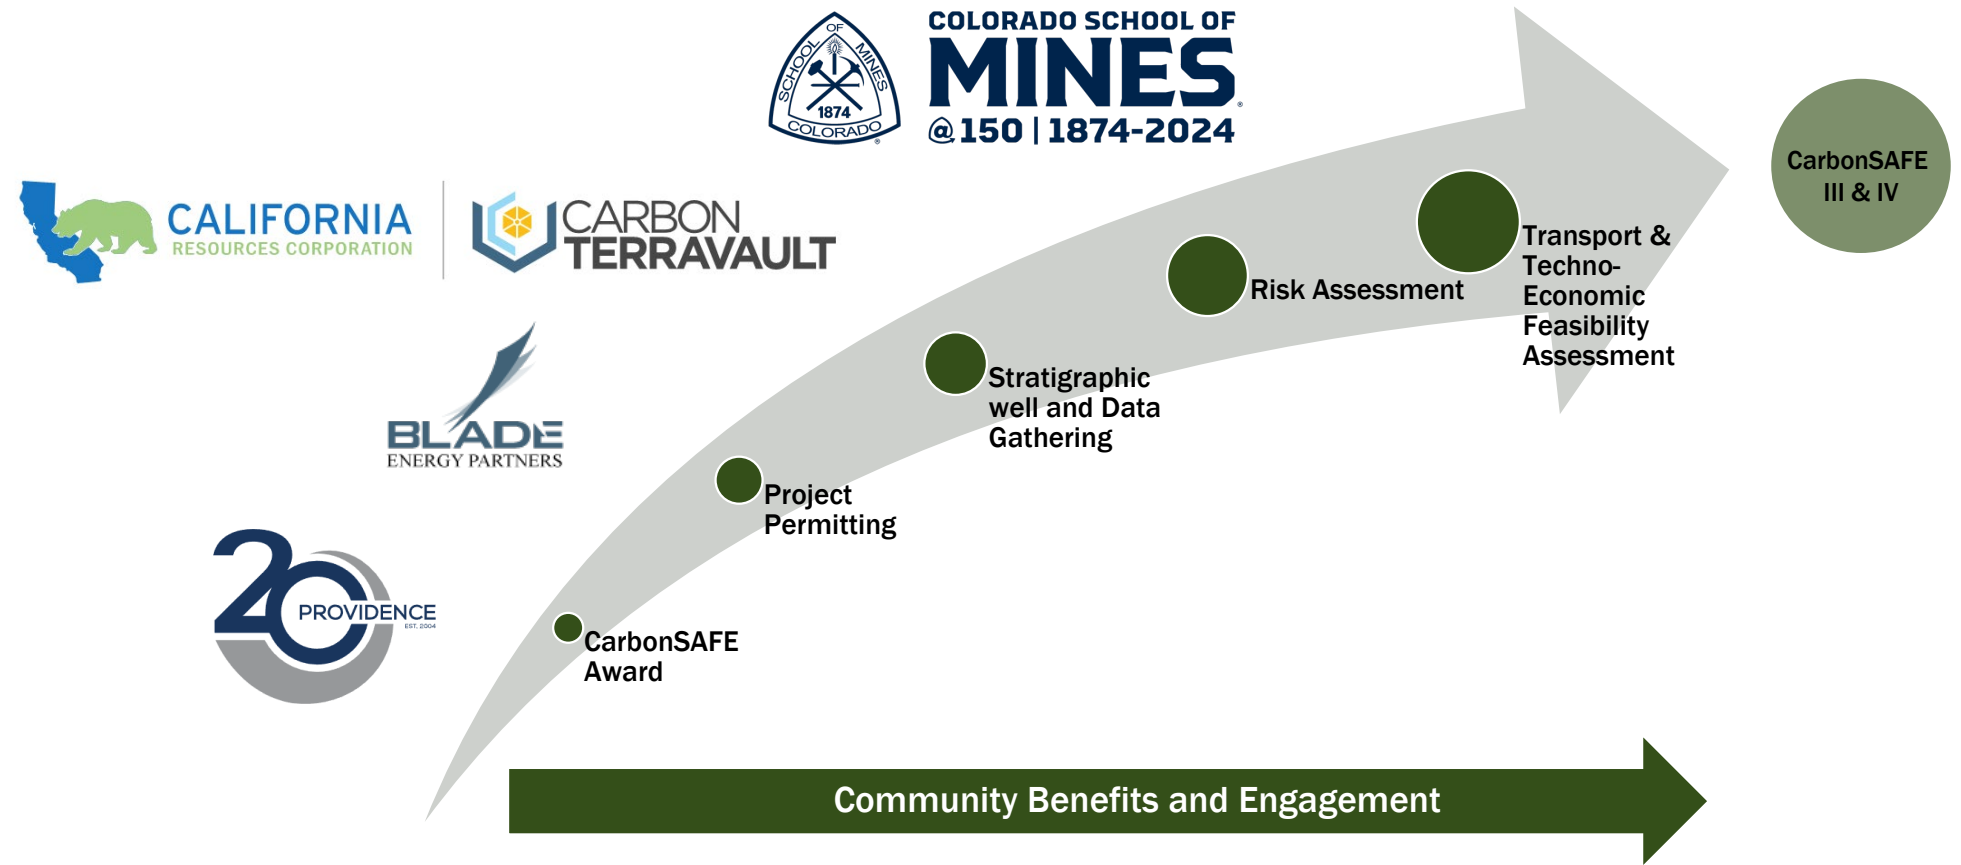 SCHOOL OF MINES
1874
COLORADO
COLORADO SCHOOL OF
MINES®
@150 | 1874-2024
CALIFORNIA
RESOURCES CORPORATION
CARBON
TERRAVAULT
BLADE
ENERGY PARTNERS
20
PROVIDENCE
EST. 2004
CarbonSAFE
Award
Project
Permitting
Stratigraphic
well and Data
Gathering
Risk Assessment
Transport &
Techno-
Economic
Feasibility
Assessment
CarbonSAFE
III & IV
Community Benefits and Engagement